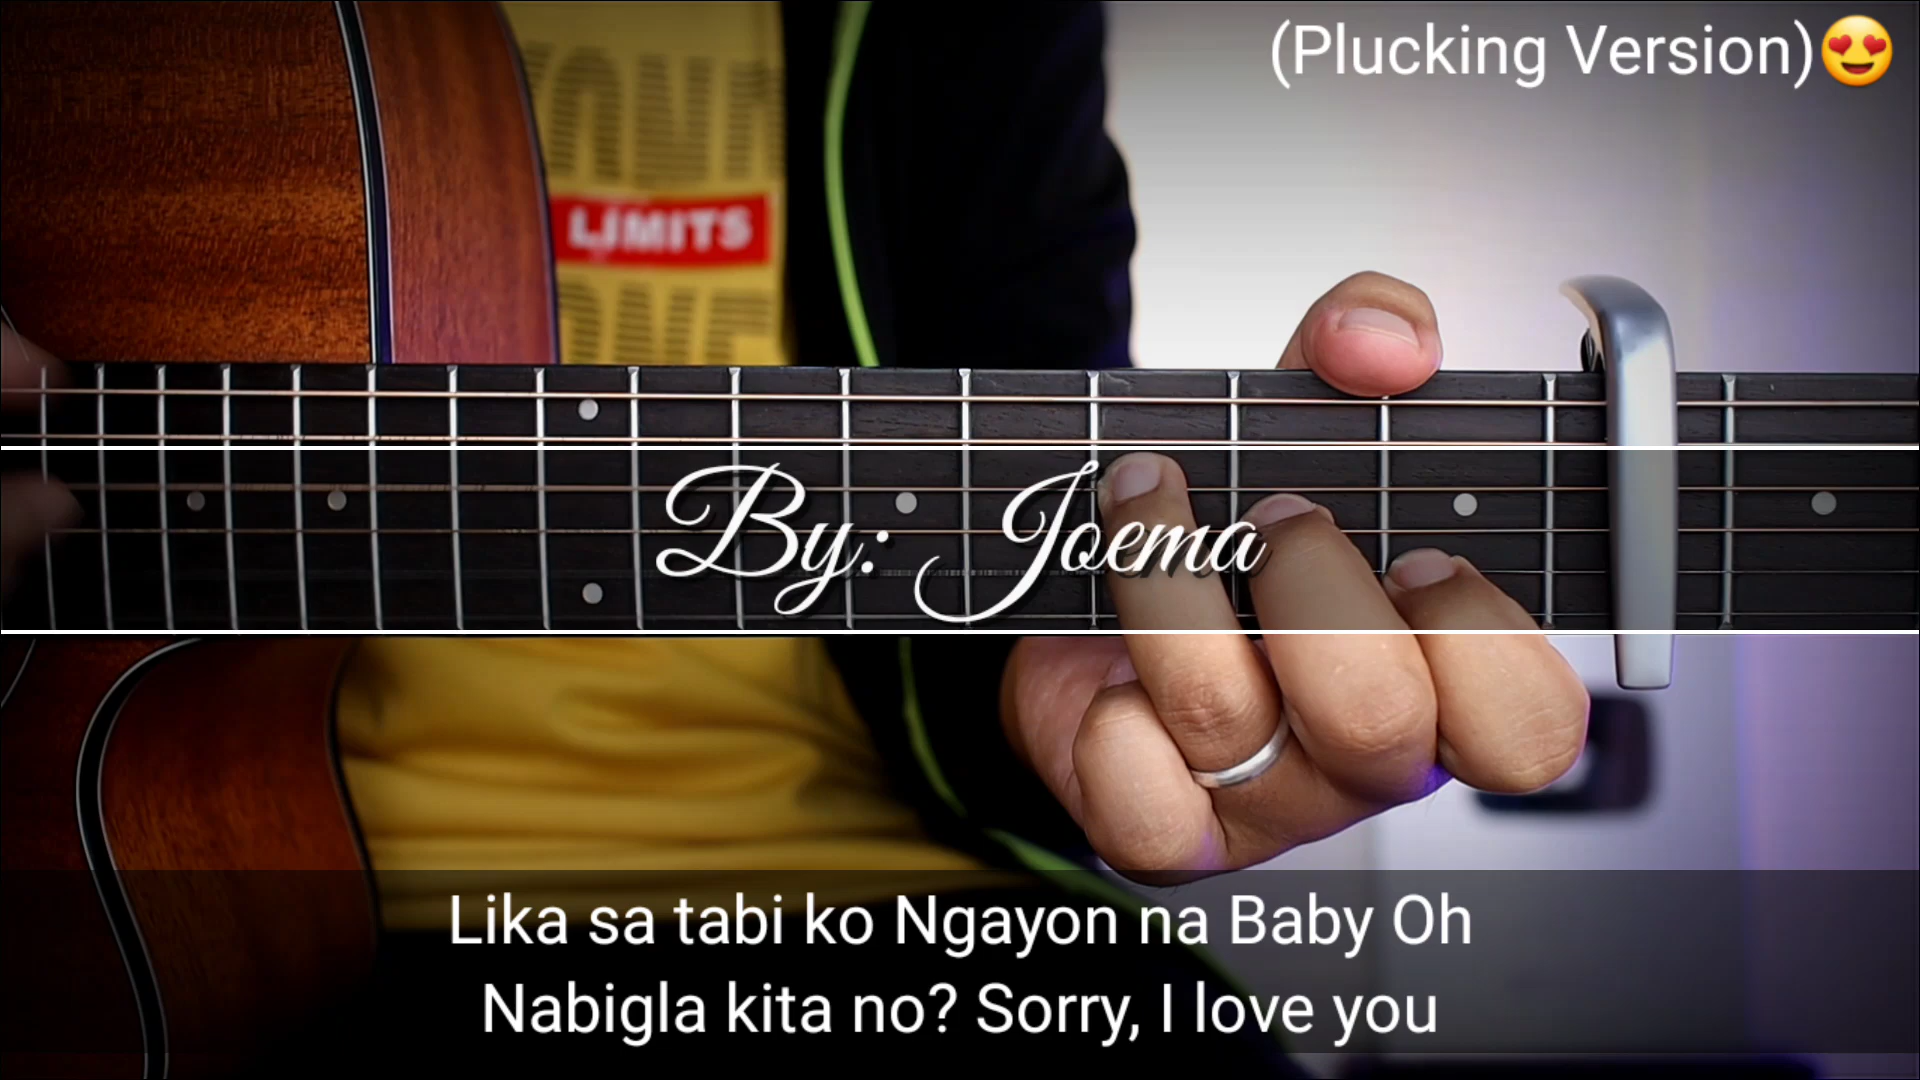 (Plucking Version)😍
LIMITS
By: Joema
Lika sa tabi ko Ngayon na Baby Oh
Nabigla kita no? Sorry, I love you